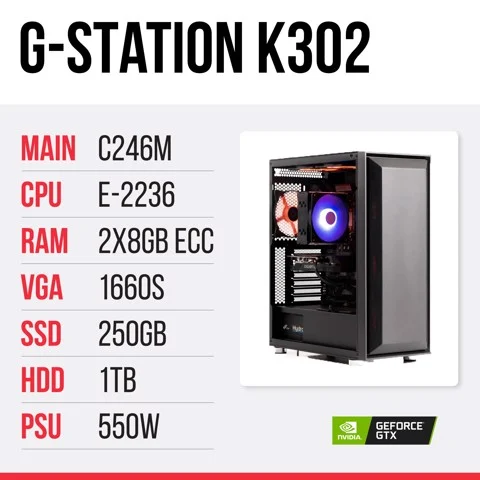 G-STATION K302
MAIN C246M
CPU E-2236
RAM 2X8GB ECC
VGA 1660S
SSD 250GB
HDD 1TB
PSU 550W
Hydro
NVIDIA
GEFORCE
GTX